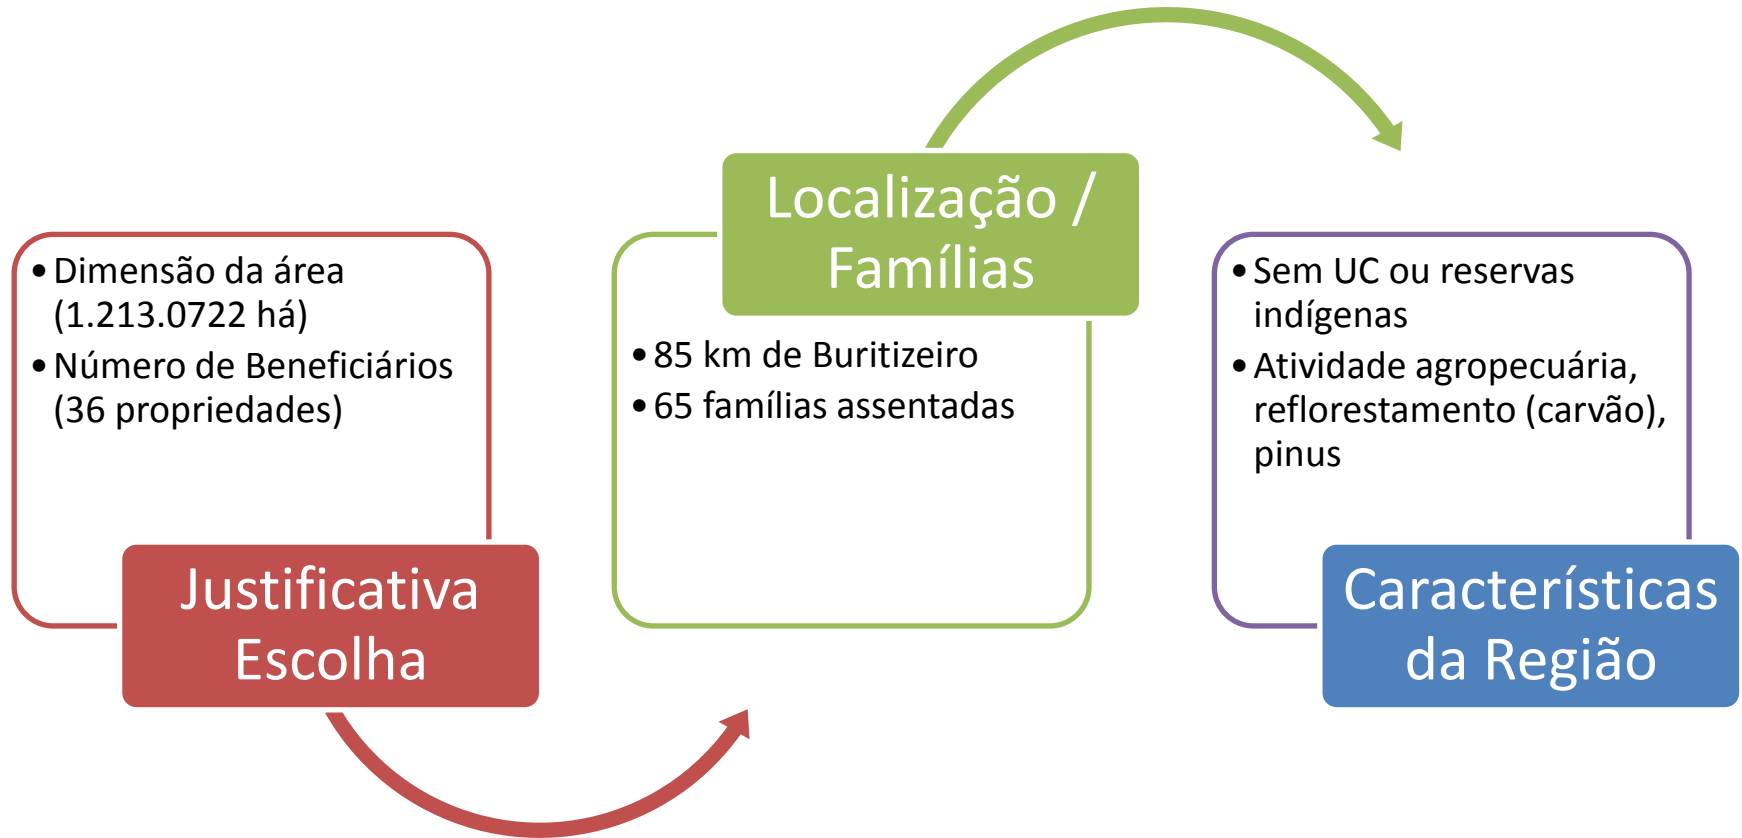 • Dimensão da área
(1.213.0722 há)
• Número de Beneficiários
(36 propriedades)
Justificativa
Escolha
Localização /
Famílias
• 85 km de Buritizeiro
• 65 famílias assentadas
• Sem UC ou reservas
indígenas
• Atividade agropecuária,
reflorestamento (carvão),
pinus
Características
da Região